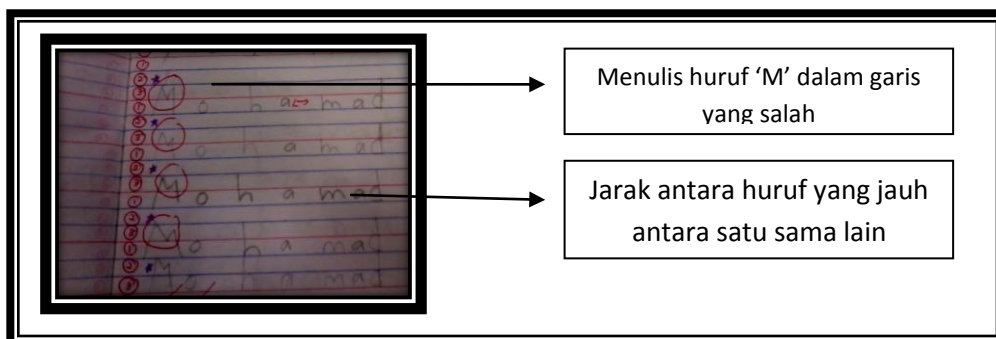 M o h a m a d
M o h a m a d
M o h a m a d
M o h a m a d
M o h a m a d
Menulis huruf ‘M’ dalam garis
yang salah
Jarak antara huruf yang jauh
antara satu sama lain